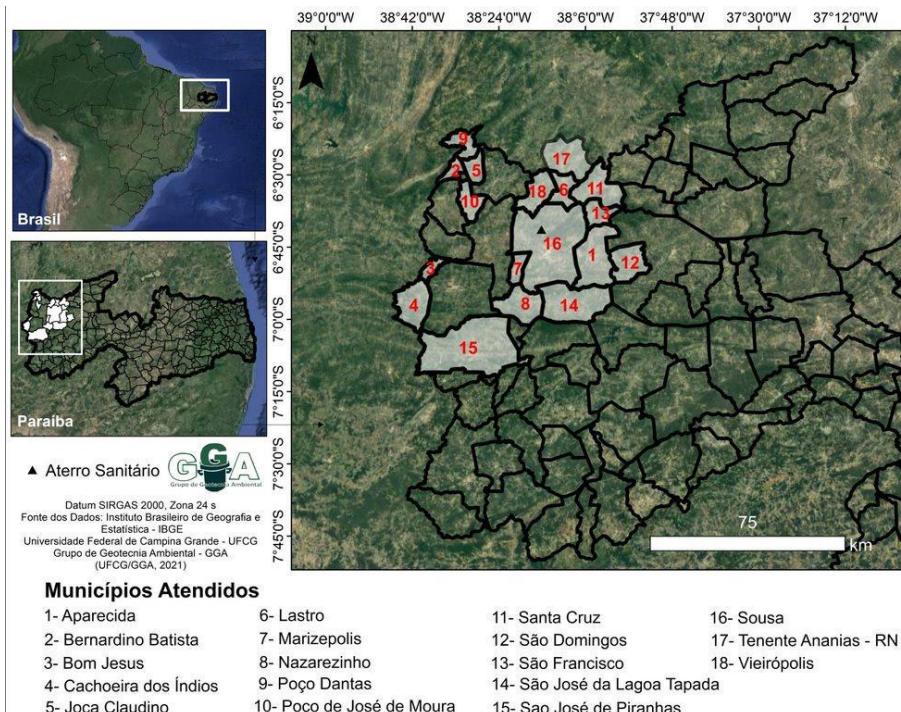 39°0'0"W 38°42'0"W 38°24'0"W 38°6'0"W 37°48'0"W 37°30'0"W 37°12'0"W
N
6°15'0"S
6°30'0"S
6°45'0"S
7°0'0"S
7°15'0"S
7°30'0"S
7°45'0"S
9
17
2 5
18 6 11
10
13
16
1
12
3 7
4 8 14
15
75
km
Brasil
Paraíba
Aterro Sanitário
GGA
Grupo de Geotecnia Ambiental
Datum SIRGAS 2000, Zona 24 s
Fonte dos Dados: Instituto Brasileiro de Geografia e
Estatística - IBGE
Universidade Federal de Campina Grande - UFCG
Grupo de Geotecnia Ambiental - GGA
(UFCG/GGA, 2021)
Municípios Atendidos
1- Aparecida
2- Bernardino Batista
3- Bom Jesus
4- Cachoeira dos Índios
5- Joca Claudino
6- Lastro
7- Marizepolis
8- Nazarezinho
9- Poço Dantas
10- Poco de José de Moura
11- Santa Cruz
12- São Domingos
13- São Francisco
14- São José da Lagoa Tapada
15- Sao José de Piranhas
16- Sousa
17- Tenente Ananias - RN
18- Vieirópolis